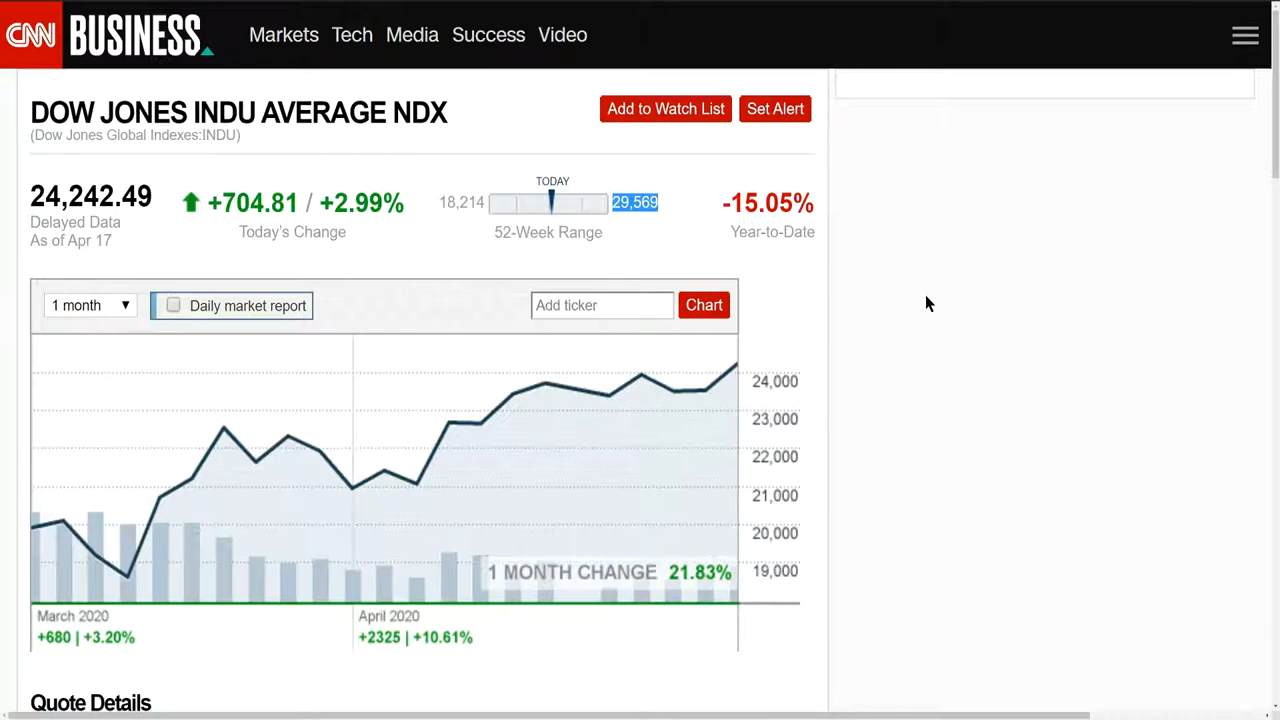 CNN BUSINESS Markets Tech Media Success Video
DOW JONES INDU AVERAGE NDX
Add to Watch List Set Alert
(Dow Jones Global Indexes:INDU)
24,242.49
Delayed Data
As of Apr 17
+704.81 / +2.99%
Today's Change
TODAY
18,214 29,569
52-Week Range
-15.05%
Year-to-Date
1 month Daily market report Add ticker Chart
24,000
23,000
22,000
21,000
20,000
19,000
1 MONTH CHANGE 21.83%
March 2020 April 2020
+680 | +3.20% +2325 | +10.61%
Quote Details